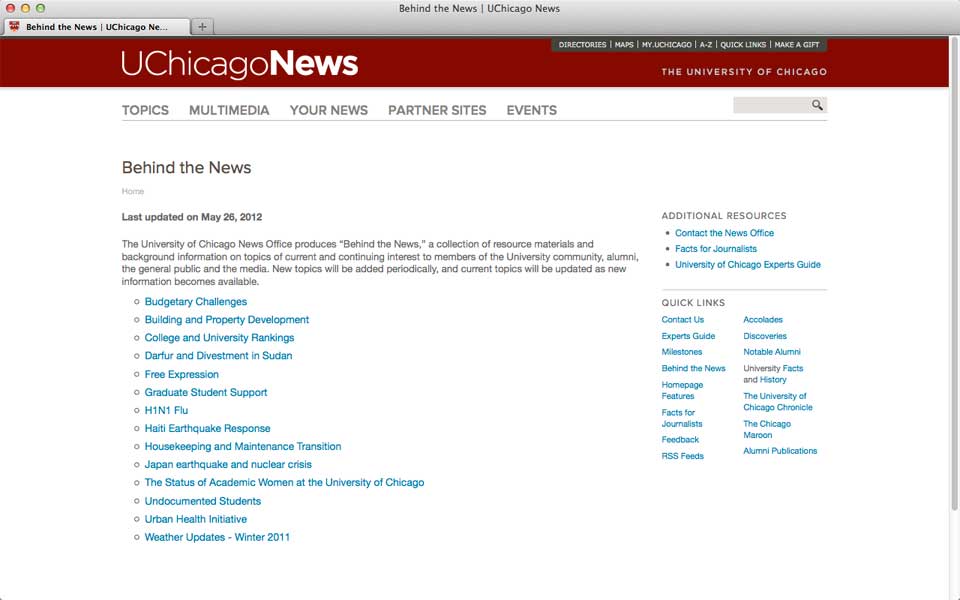 Behind the News | UChicago News
Behind the News | UChicago Ne...
DIRECTORIES | MAPS | MY.UCHICAGO | A-Z | QUICK LINKS | MAKE A GIFT
UChicagoNews
THE UNIVERSITY OF CHICAGO
TOPICS MULTIMEDIA YOUR NEWS PARTNER SITES EVENTS
Behind the News
Home
Last updated on May 26, 2012
The University of Chicago News Office produces “Behind the News,” a collection of resource materials and
background information on topics of current and continuing interest to members of the University community, alumni,
the general public and the media. New topics will be added periodically, and current topics will be updated as new
information becomes available.
Budgetary Challenges
Building and Property Development
College and University Rankings
Darfur and Divestment in Sudan
Free Expression
Graduate Student Support
H1N1 Flu
Haiti Earthquake Response
Housekeeping and Maintenance Transition
Japan earthquake and nuclear crisis
The Status of Academic Women at the University of Chicago
Undocumented Students
Urban Health Initiative
Weather Updates - Winter 2011
ADDITIONAL RESOURCES
Contact the News Office
Facts for Journalists
University of Chicago Experts Guide
QUICK LINKS
Contact Us
Experts Guide
Milestones
Behind the News
Homepage
Features
Facts for
Journalists
Feedback
RSS Feeds
Accolades
Discoveries
Notable Alumni
University Facts
and History
The University of
Chicago Chronicle
The Chicago
Maroon
Alumni Publications